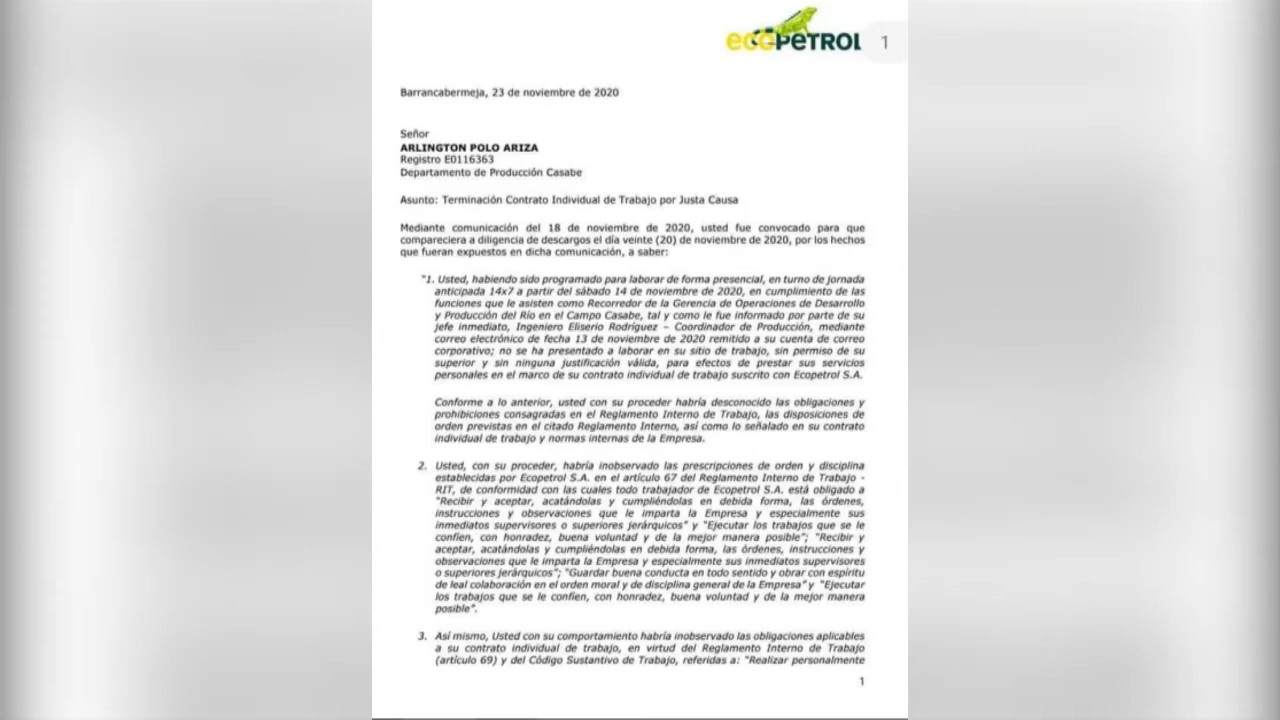 ecopetrol 1
Barrancabermeja, 23 de noviembre de 2020
Señor
ARLINGTON POLO ARIZA
Registro E0116363
Departamento de Producción Casabe
Asunto: Terminación Contrato Individual de Trabajo por Justa Causa
Mediante comunicación del 18 de noviembre de 2020, usted fue convocado para que
compareciera a diligencia de descargos el día veinte (20) de noviembre de 2020, por los hechos
que fueran expuestos en dicha comunicación, a saber:
"1. Usted, habiendo sido programado para laborar de forma presencial, en turno de jornada
anticipada 14x7 a partir del sábado 14 de noviembre de 2020, en cumplimiento de las
funciones que le asisten como Recorredor de la Gerencia de Operaciones de Desarrollo
y Producción del Río en el Campo Casabe, tal y como le fue informado por parte de su
jefe inmediato, Ingeniero Eliserio Rodríguez – Coordinador de Producción, mediante
correo electrónico de fecha 13 de noviembre de 2020 remitido a su cuenta de correo
corporativo; no se ha presentado a laborar en su sitio de trabajo, sin permiso de su
superior y sin ninguna justificación válida, para efectos de prestar sus servicios
personales en el marco de su contrato individual de trabajo suscrito con Ecopetrol S.A.
Conforme a lo anterior, usted con su proceder habría desconocido las obligaciones y
prohibiciones consagradas en el Reglamento Interno de Trabajo, las disposiciones de
orden previstas en el citado Reglamento Interno, así como lo señalado en su contrato
individual de trabajo y normas internas de la Empresa.
2. Usted, con su proceder, habría inobservado las prescripciones de orden y disciplina
establecidas por Ecopetrol S.A. en el artículo 67 del Reglamento Interno de Trabajo -
RIT, de conformidad con las cuales todo trabajador de Ecopetrol S.A. está obligado a
"Recibir y aceptar, acatándolas y cumpliéndolas en debida forma, las órdenes,
instrucciones y observaciones que le imparta la Empresa y especialmente sus
inmediatos supervisores o superiores jerárquicos" y "Ejecutar los trabajos que se le
confíen, con honradez, buena voluntad y de la mejor manera posible"; "Recibir y
aceptar, acatándolas y cumpliéndolas en debida forma, las órdenes, instrucciones y
observaciones que le imparta la Empresa y especialmente sus inmediatos supervisores
o superiores jerárquicos"; "Guardar buena conducta en todo sentido y obrar con espíritu
de leal colaboración en el orden moral y de disciplina general de la Empresa" y "Ejecutar
los trabajos que se le confíen, con honradez, buena voluntad y de la mejor manera
posible".
3. Así mismo, Usted con su comportamiento habría inobservado las obligaciones aplicables
a su contrato individual de trabajo, en virtud del Reglamento Interno de Trabajo
(artículo 69) y del Código Sustantivo de Trabajo, referidas a: "Realizar personalmente
1